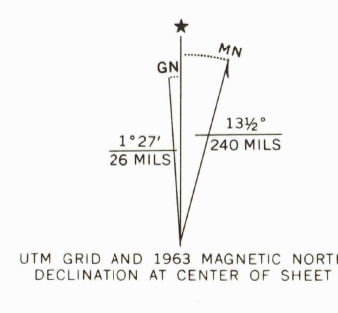 ★
MN
GN
1°27'
26 MILS
13½°
240 MILS
UTM GRID AND 1963 MAGNETIC NORTH
DECLINATION AT CENTER OF SHEET